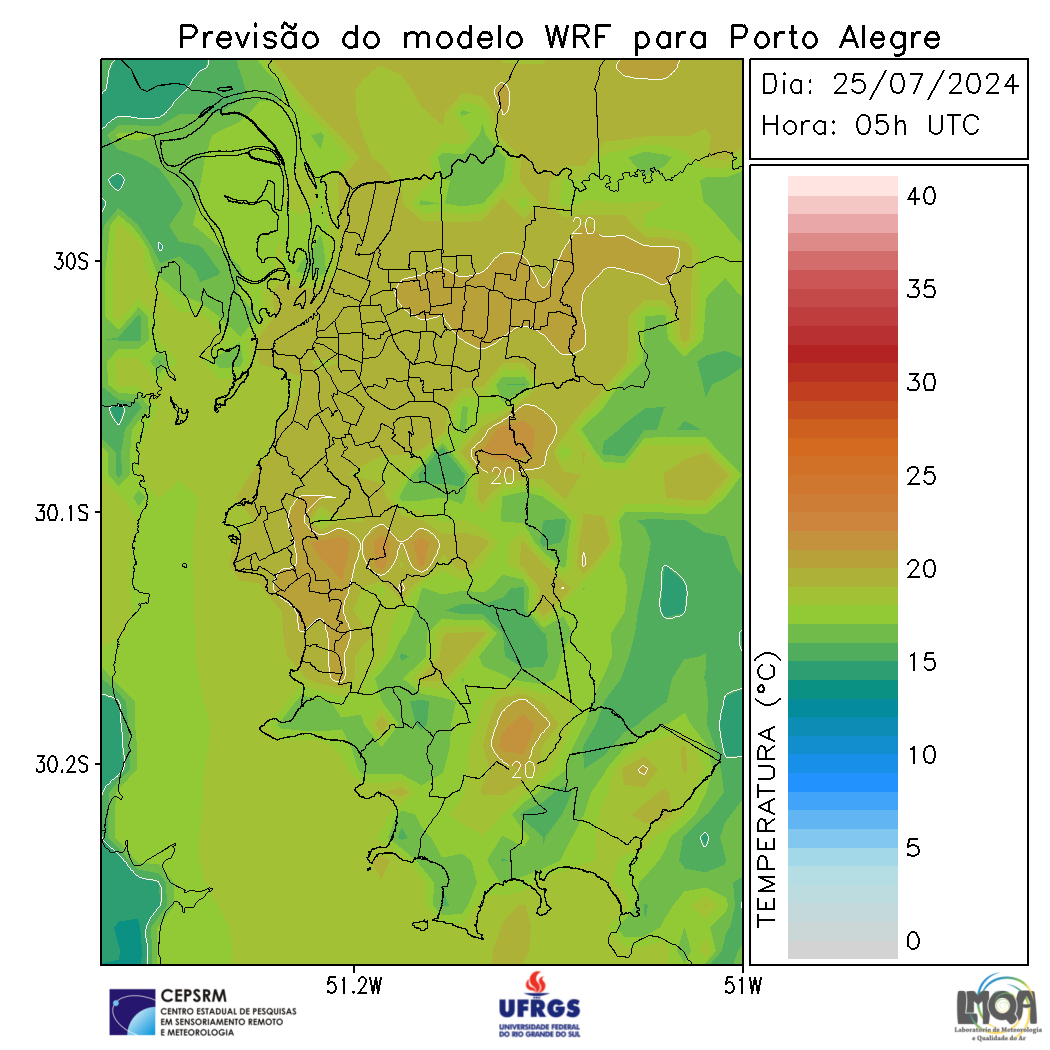 Previsão do modelo WRF para Porto Alegre
Dia: 25/07/2024
Hora: 05h UTC
30S
30.1S
30.2S
51.2W
51W
20
20
20
TEMPERATURA (°C)
40
35
30
25
20
15
10
5
0
CEPSRM
CENTRO ESTADUAL DE PESQUISAS
EM SENSORIAMENTO REMOTO
E METEOROLOGIA
UFRGS
UNIVERSIDADE FEDERAL
DO RIO GRANDE DO SUL
LMQA
Laboratório de Meteorologia
e Qualidade do Ar